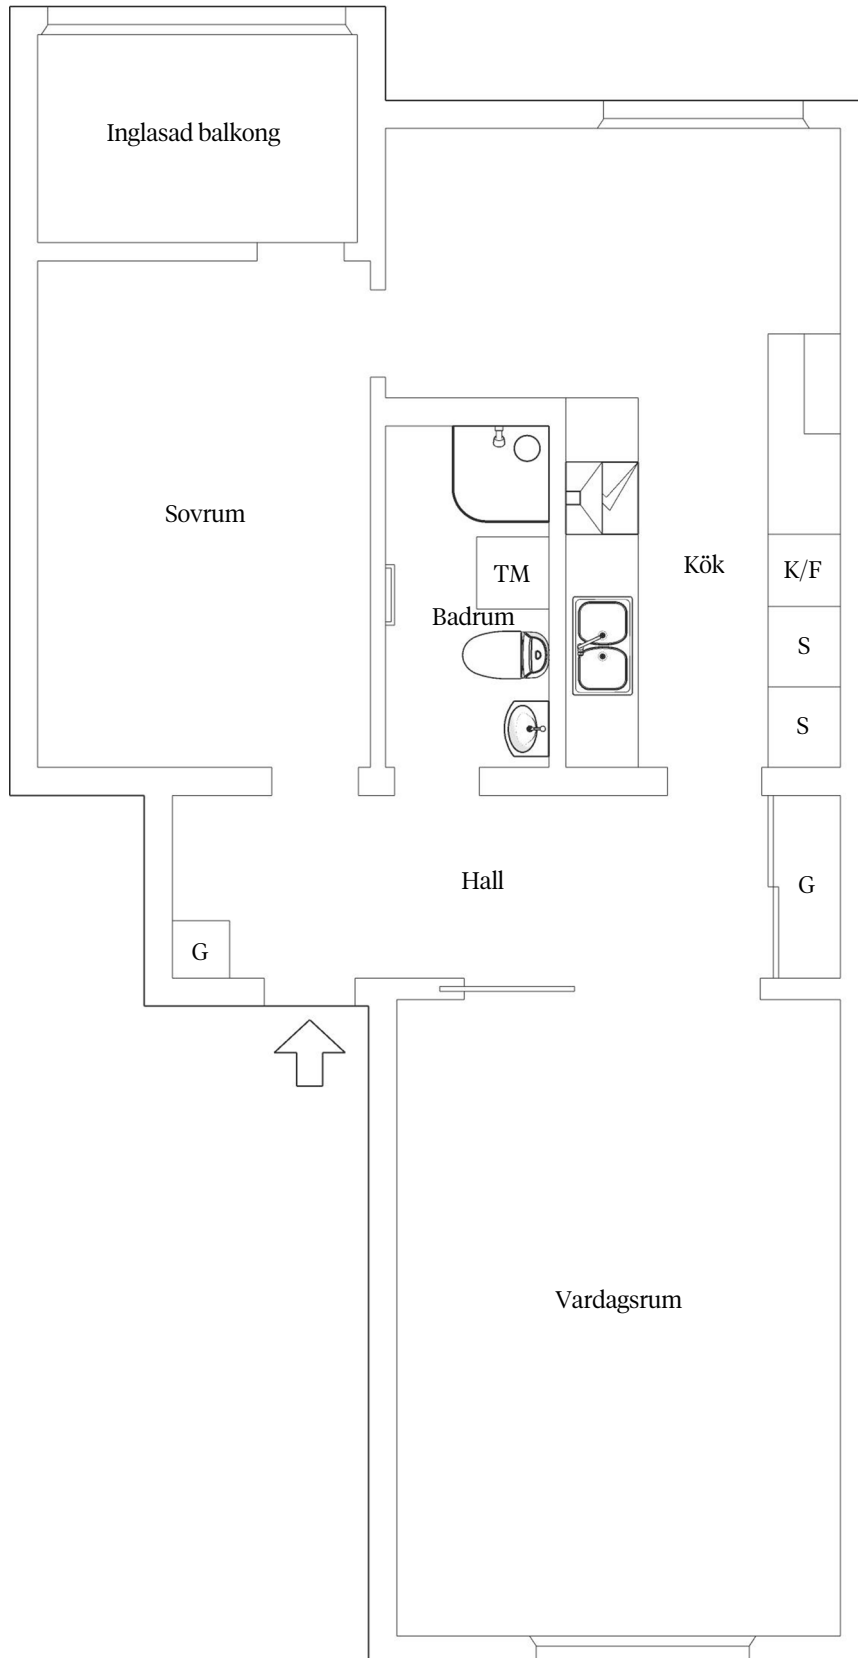 Inglasad balkong
Sovrum
Kök
K/F
TM
Badrum
S
S
Hall
G
G
Vardagsrum